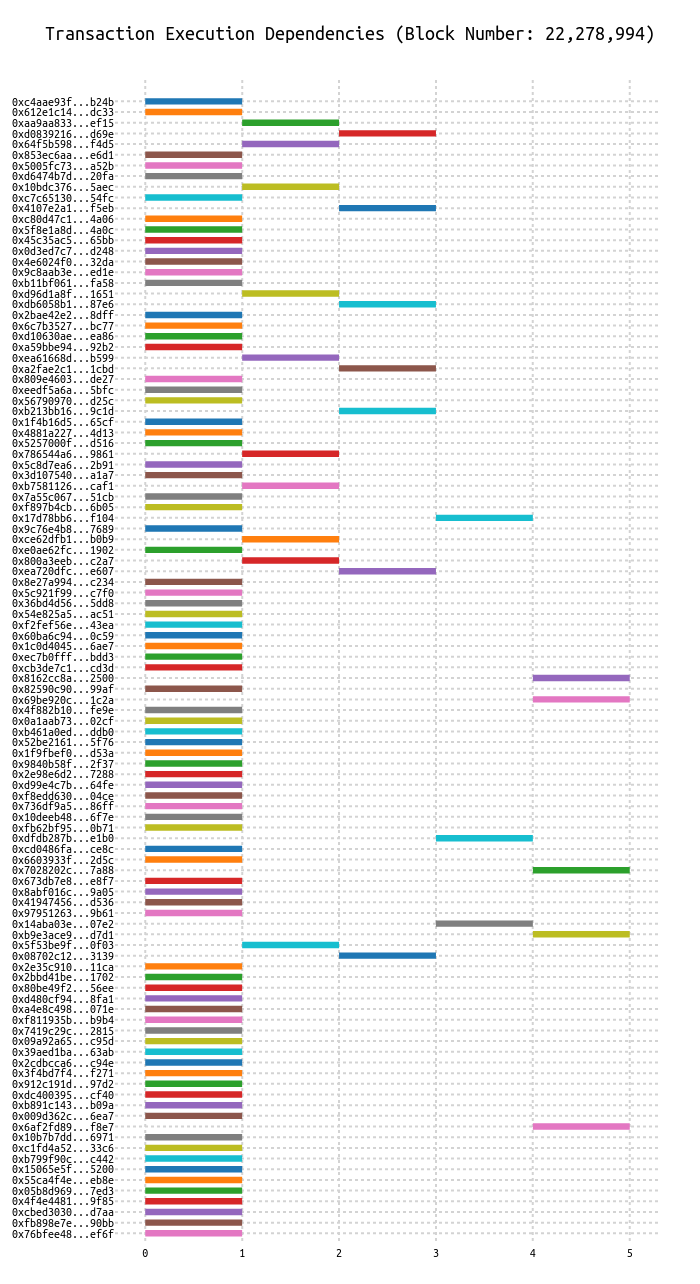 Transaction Execution Dependencies (Block Number: 22,278,994)
0xc4aae93f...b24b
0x612e1c14...dc33
0xaa9aa833...ef15
0xd0839216...d69e
0x64f5b598...f4d5
0x853ec6aa...e6d1
0x5005fc73...a52b
0xd6474b7d...20fa
0x10bdc376...5aec
0xc7c65130...54fc
0x4107e2a1...f5eb
0xc80d47c1...4a06
0x5f8e1a8d...4a0c
0x45c35ac5...65bb
0x0d3ed7c7...d248
0x4e6024f0...32da
0x9c8aab3e...ed1e
0xb11bf061...fa58
0xd96d1a8f...1651
0xdb6058b1...87e6
0x2bae42e2...8dff
0x6c7b3527...bc77
0xd10630ae...ea86
0xa59bbe94...92b2
0xea61668d...b599
0xa2fae2c1...1cbd
0x809e4603...de27
0xeedf5a6a...5bfc
0x56790970...d25c
0xb213bb16...9c1d
0x1f4b16d5...65cf
0x4881a227...4d13
0x5257000f...d516
0x786544a6...9861
0x5c8d7ea6...2b91
0x3d107540...a1a7
0xb7581126...caf1
0x7a55c067...51cb
0xf897b4cb...6b05
0x17d78bb6...f104
0x9c76e4b8...7689
0xce62dfb1...b0b9
0xe0ae62fc...1902
0x800a3eeb...c2a7
0xea720dfc...e607
0x8e27a994...c234
0x5c921f99...c7f0
0x36bd4d56...5dd8
0x54e825a5...ac51
0xf2fef56e...43ea
0x60ba6c94...0c59
0x1c0d4045...6ae7
0xec7b0fff...bdd3
0xcb3de7c1...cd3d
0x8162cc8a...2500
0x82590c90...99af
0x69be920c...1c2a
0x4f882b10...fe9e
0x0a1aab73...02cf
0xb461a0ed...ddb0
0x52be2161...5f76
0x1f9fbef0...d53a
0x9840b58f...2f37
0x2e98e6d2...7288
0xd99e4c7b...64fe
0xf8edd630...04ce
0x736df9a5...86ff
0x10deeb48...6f7e
0xfb62bf95...0b71
0xdfdb287b...e1b0
0xcd0486fa...ce8c
0x6603933f...2d5c
0x7028202c...7a88
0x673db7e8...e8f7
0x8abf016c...9a05
0x41947456...d536
0x97951263...9b61
0x14aba03e...07e2
0xb9e3ace9...d7d1
0x5f53be9f...0f03
0x08702c12...3139
0x2e35c910...11ca
0x2bbd41be...1702
0x80be49f2...56ee
0xd480cf94...8fa1
0xa4e8c498...071e
0xf811935b...b9b4
0x7419c29c...2815
0x09a92a65...c95d
0x39aed1ba...63ab
0x2cdbcca6...c94e
0x3f4bd7f4...f271
0x912c191d...97d2
0xdc400395...cf40
0xb891c143...b09a
0x009d362c...6ea7
0x6af2fd89...f8e7
0x10b7b7dd...6971
0xc1fd4a52...33c6
0xb799f90c...c442
0x15065e5f...5200
0x55ca4f4e...eb8e
0x05b8d969...7ed3
0x4f4e4481...9f85
0xcbed3030...d7aa
0xfb898e7e...90bb
0x76bfee48...ef6f
0 1 2 3 4 5